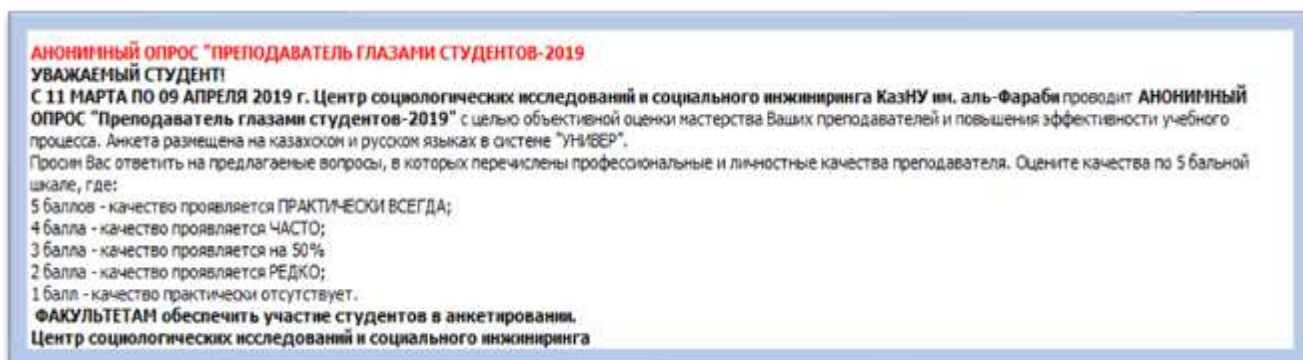 АНОНИМНЫЙ ОПРОС "ПРЕПОДАВАТЕЛЬ ГЛАЗАМИ СТУДЕНТОВ-2019
УВАЖАЕМЫЙ СТУДЕНТ!
С 11 МАРТА ПО 09 АПРЕЛЯ 2019 г. Центр социологических исследований и социального инжиниринга КазНУ им. аль-Фараби проводит АНОНИМНЫЙ
ОПРОС "Преподаватель глазами студентов-2019" с целью объективной оценки мастерства Ваших преподавателей и повышения эффективности учебного
процесса. Анкета размещена на казахском и русском языках в системе "УНИВЕР".
Просим Вас ответить на предлагаемые вопросы, в которых перечислены профессиональные и личностные качества преподавателя. Оцените качества по 5 бальной
шкале, где:
5 баллов - качество проявляется ПРАКТИЧЕСКИ ВСЕГДА;
4 балла - качество проявляется ЧАСТО;
3 балла - качество проявляется на 50%
2 балла - качество проявляется РЕДКО;
1 балл - качество практически отсутствует.
ФАКУЛЬТЕТАМ обеспечить участие студентов в анкетировании.
Центр социологических исследований и социального инжиниринга